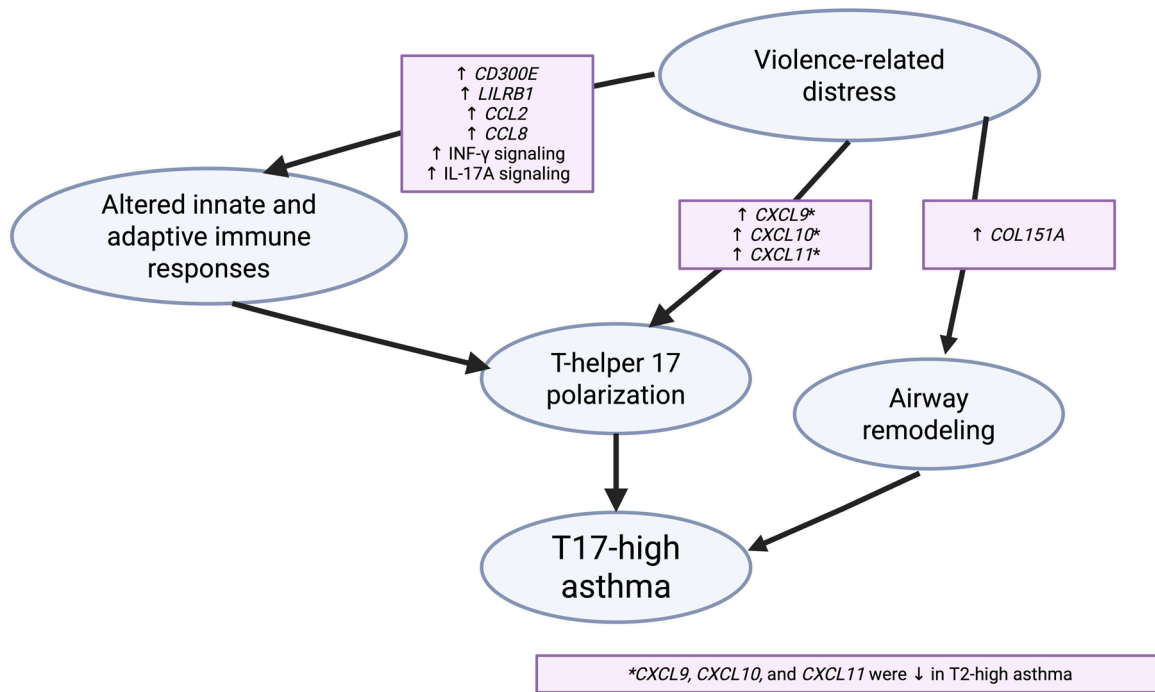 Violence-related
distress
↑ CD300E
↑ LILRB1
↑ CCL2
↑ CCL8
↑ INF-γ signaling
↑ IL-17A signaling
Altered innate and
adaptive immune
responses
↑ CXCL9*
↑ CXCL10*
↑ CXCL11*
↑ COL151A
T-helper 17
polarization
Airway
remodeling
T17-high
asthma
*CXCL9, CXCL10, and CXCL11 were ↓ in T2-high asthma